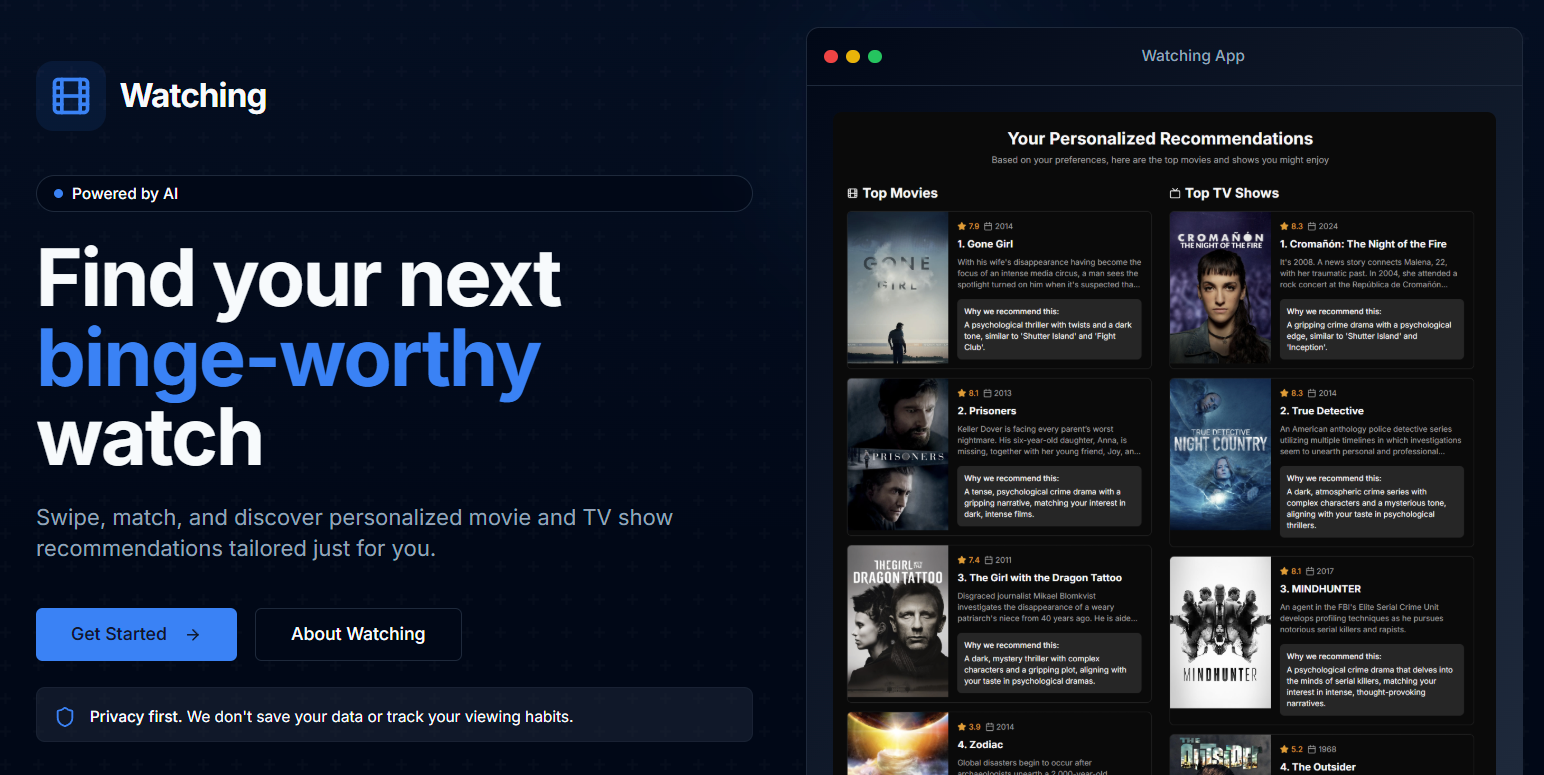 Watching
Powered by AI
Find your next
binge-worthy
watch
Swipe, match, and discover personalized movie and TV show
recommendations tailored just for you.
Get Started →
About Watching
Privacy first. We don't save your data or track your viewing habits.
Watching App
Your Personalized Recommendations
Based on your preferences, here are the top movies and shows you might enjoy
Top Movies
GONE
GIRL
7.9 2014
1. Gone Girl
With his wife's disappearance having become the
focus of an intense media circus, a man sees the
spotlight turned on him when it's suspected tha...
Why we recommend this:
A psychological thriller with twists and a dark
tone, similar to 'Shutter Island' and 'Fight
Club'.
PRISONERS
8.1 2013
2. Prisoners
Keller Dover is facing every parent's worst
nightmare. His six-year-old daughter, Anna, is
missing, together with her young friend, Joy, an...
Why we recommend this:
A tense, psychological crime drama with a
gripping narrative, matching your interest in
dark, intense films.
THE GIRL WITH THE
DRAGON TATTOO
7.4 2011
3. The Girl with the Dragon Tattoo
Disgraced journalist Mikael Blomkvist
investigates the disappearance of a weary
patriarch's niece from 40 years ago. He is aide...
Why we recommend this:
A dark, mystery thriller with complex
characters and a gripping plot, aligning with
your taste in psychological dramas.
3.9 2014
4. Zodiac
Global disasters begin to occur after
archaeologists unearth a 2,000-year-old
Top TV Shows
CROMAÑÓN
THE NIGHT OF THE FIRE
8.3 2024
1. Cromañón: The Night of the Fire
It's 2008. A news story connects Malena, 22,
with her traumatic past. In 2004, she attended a
rock concert at the República de Cromañón...
Why we recommend this:
A gripping crime drama with a psychological
edge, similar to 'Shutter Island' and
'Inception'.
TRUE DETECTIVE
NIGHT COUNTRY
8.3 2014
2. True Detective
An American anthology police detective series
utilizing multiple timelines in which investigations
seem to unearth personal and professional...
Why we recommend this:
A dark, atmospheric crime series with
complex characters and a mysterious tone,
aligning with your taste in psychological
thrillers.
MINDHUNTER
8.1 2017
3. MINDHUNTER
An agent in the FBI's Elite Serial Crime Unit
develops profiling techniques as he pursues
notorious serial killers and rapists.
Why we recommend this:
A psychological crime drama that delves into
the minds of serial killers, matching your
interest in intense, thought-provoking
narratives.
THE
OUTSIDER
5.2 1968
4. The Outsider